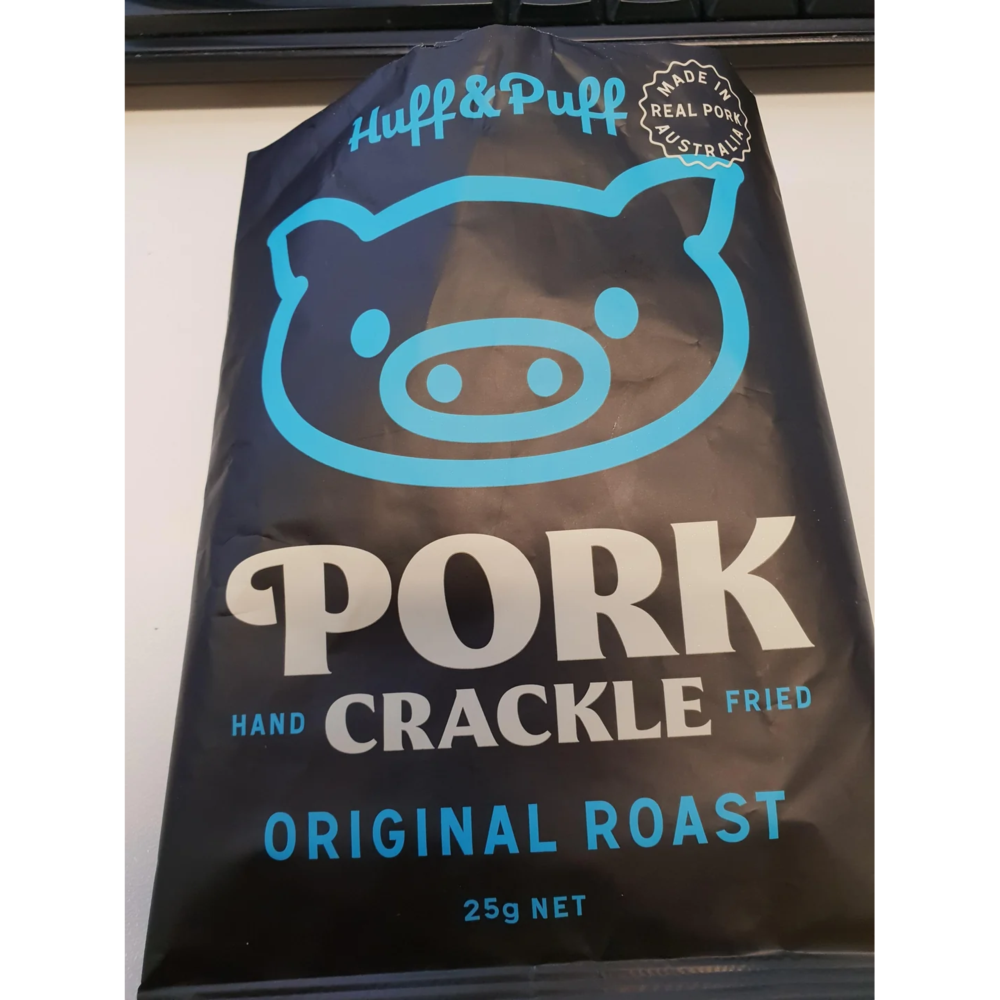 Huff & Puff
MADE IN
REAL PORK
AUSTRALIA
PORK
HAND CRACKLE FRIED
ORIGINAL ROAST
25g NET